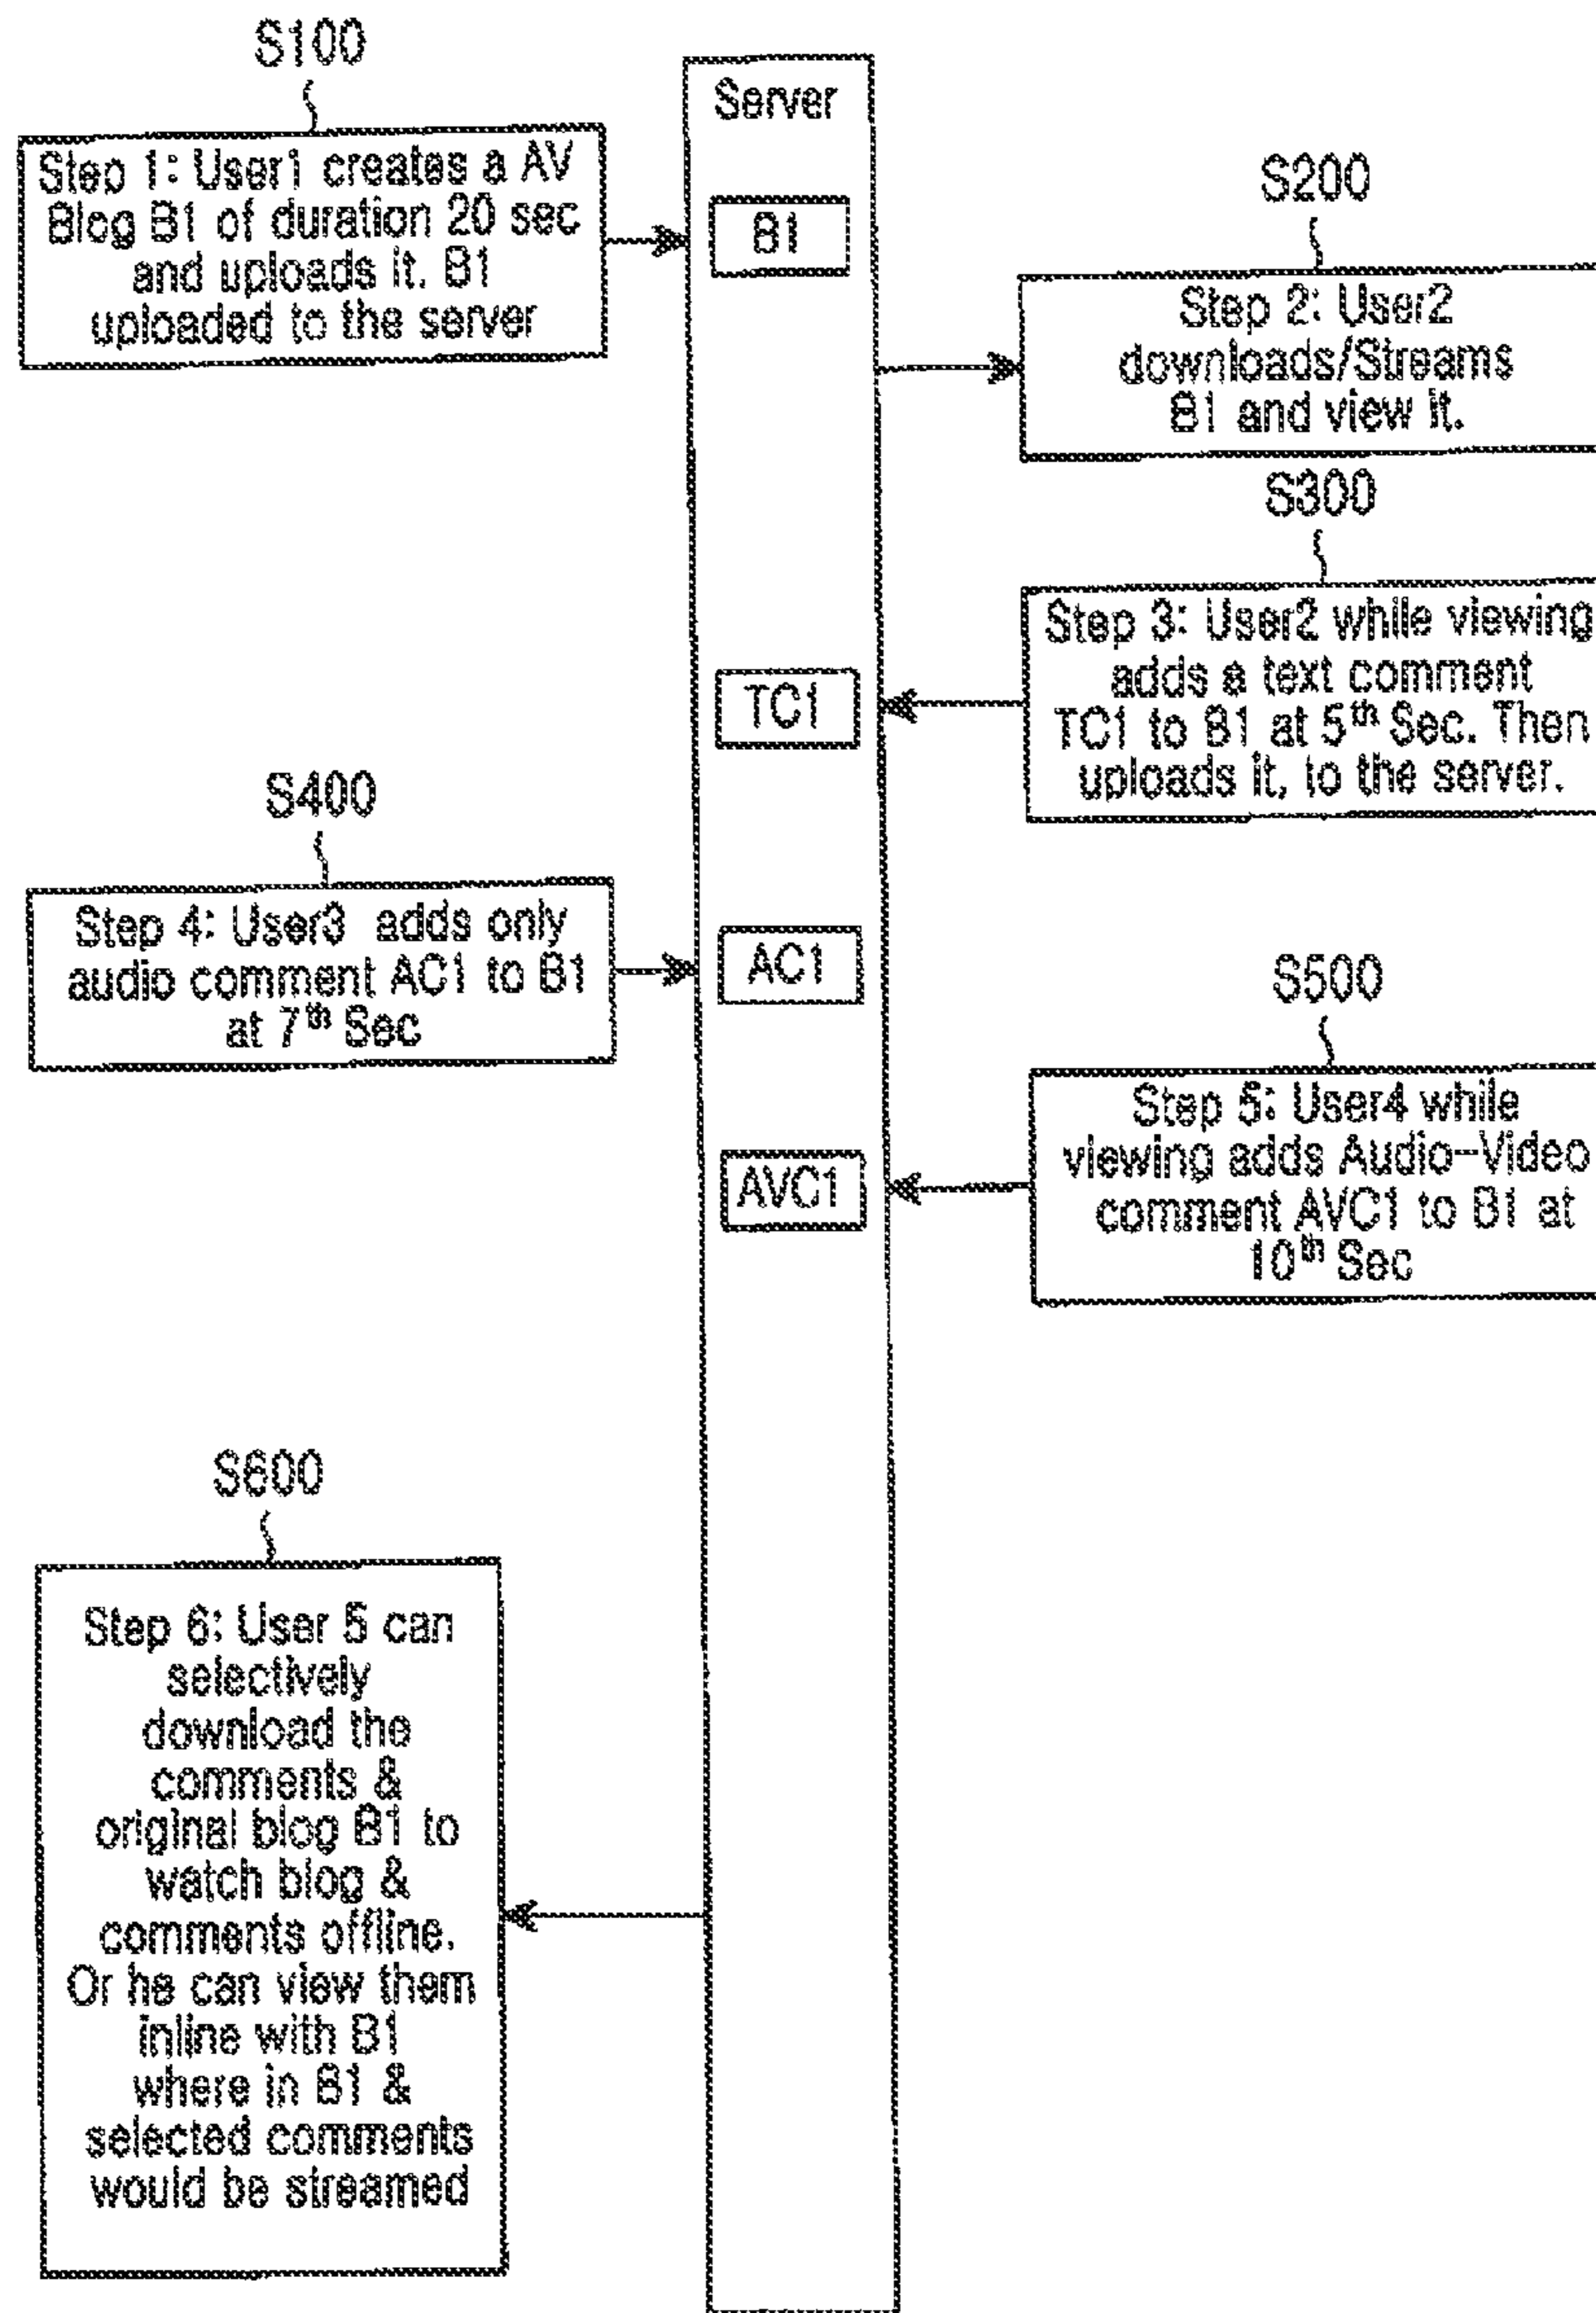 S100
Step 1: User1 creates a AV
Blog B1 of duration 20 sec
and uploads it. B1
uploaded to the server
Server
B1
S200
Step 2: User2
downloads/Streams
B1 and view it.
S300
Step 3: User2 while viewing
adds a text comment
TC1 to B1 at 5th Sec. Then
uploads it, to the server.
TC1
S400
Step 4: User3 adds only
audio comment AC1 to B1
at 7th Sec
AC1
S500
Step 5: User4 while
viewing adds Audio-Video
comment AVC1 to B1 at
10th Sec
AVC1
S600
Step 6: User 5 can
selectively
download the
comments &
original blog B1 to
watch blog &
comments offline.
Or he can view them
inline with B1
where in B1 &
selected comments
would be streamed